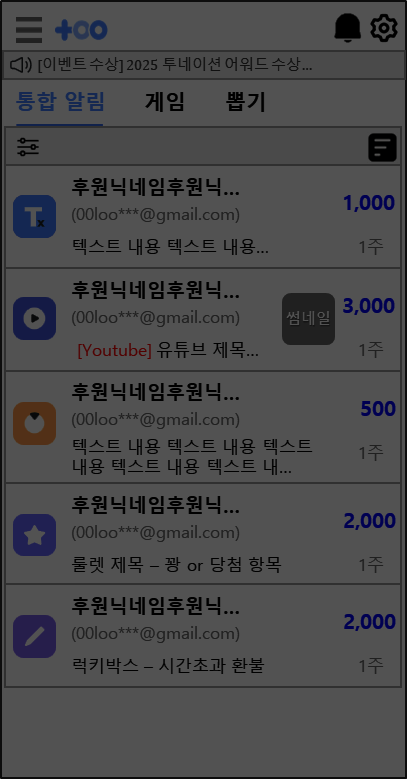 too
[이벤트 수상] 2025 투네이션 어워드 수상...
통합 알림 게임 뽑기
후원닉네임후원닉...
1,000
(00loo***@gmail.com)
텍스트 내용 텍스트 내용...
1주
후원닉네임후원닉...
3,000
(00loo***@gmail.com)
썸네일
[Youtube] 유튜브 제목...
1주
후원닉네임후원닉...
500
(00loo***@gmail.com)
텍스트 내용 텍스트 내용 텍스트
내용 텍스트 내용 텍스트 내...
1주
후원닉네임후원닉...
2,000
(00loo***@gmail.com)
룰렛 제목 – 꽝 or 당첨 항목
후원닉네임후원닉...
2,000
(00loo***@gmail.com)
럭키박스 – 시간초과 환불
1주